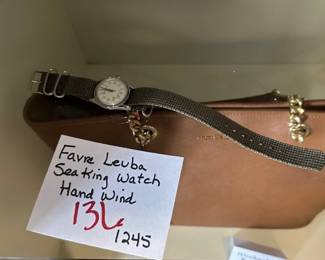 Favre Leuba
Seaking Watch
Hand Wind
136
1245